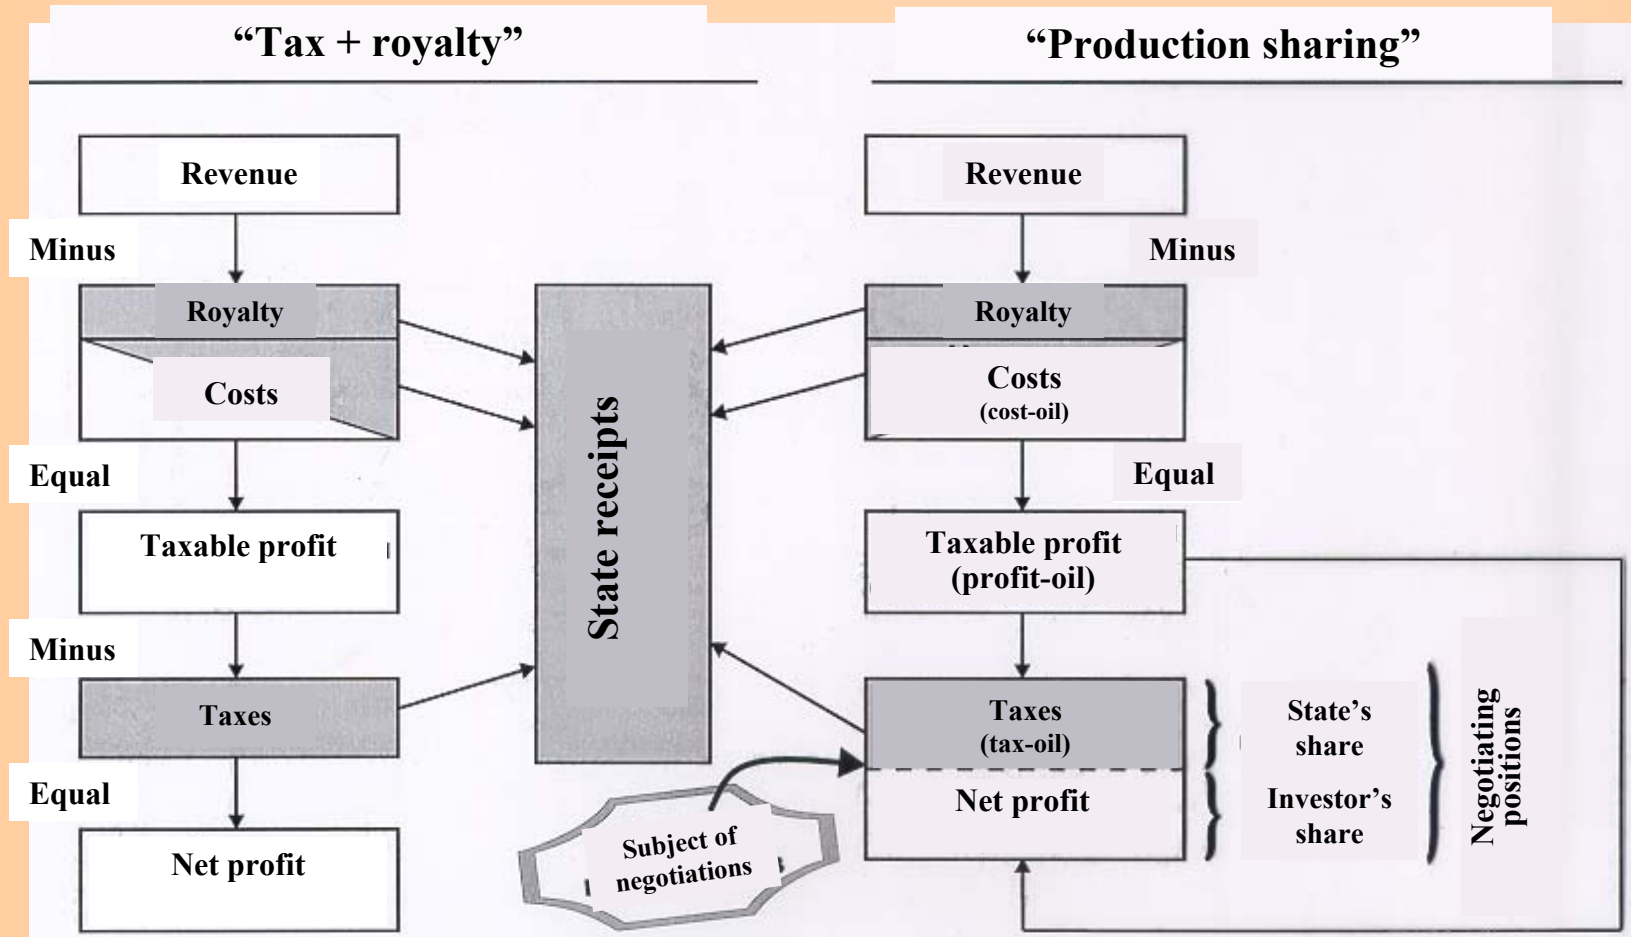 “Tax + royalty”
“Production sharing”
Revenue
Minus
Royalty
Costs
Equal
Taxable profit
Minus
Taxes
Equal
Net profit
State receipts
Subject of
negotiations
Revenue
Minus
Royalty
Costs
(cost-oil)
Equal
Taxable profit
(profit-oil)
Taxes
(tax-oil)
Net profit
State’s
share
Investor’s
share
Negotiating
positions